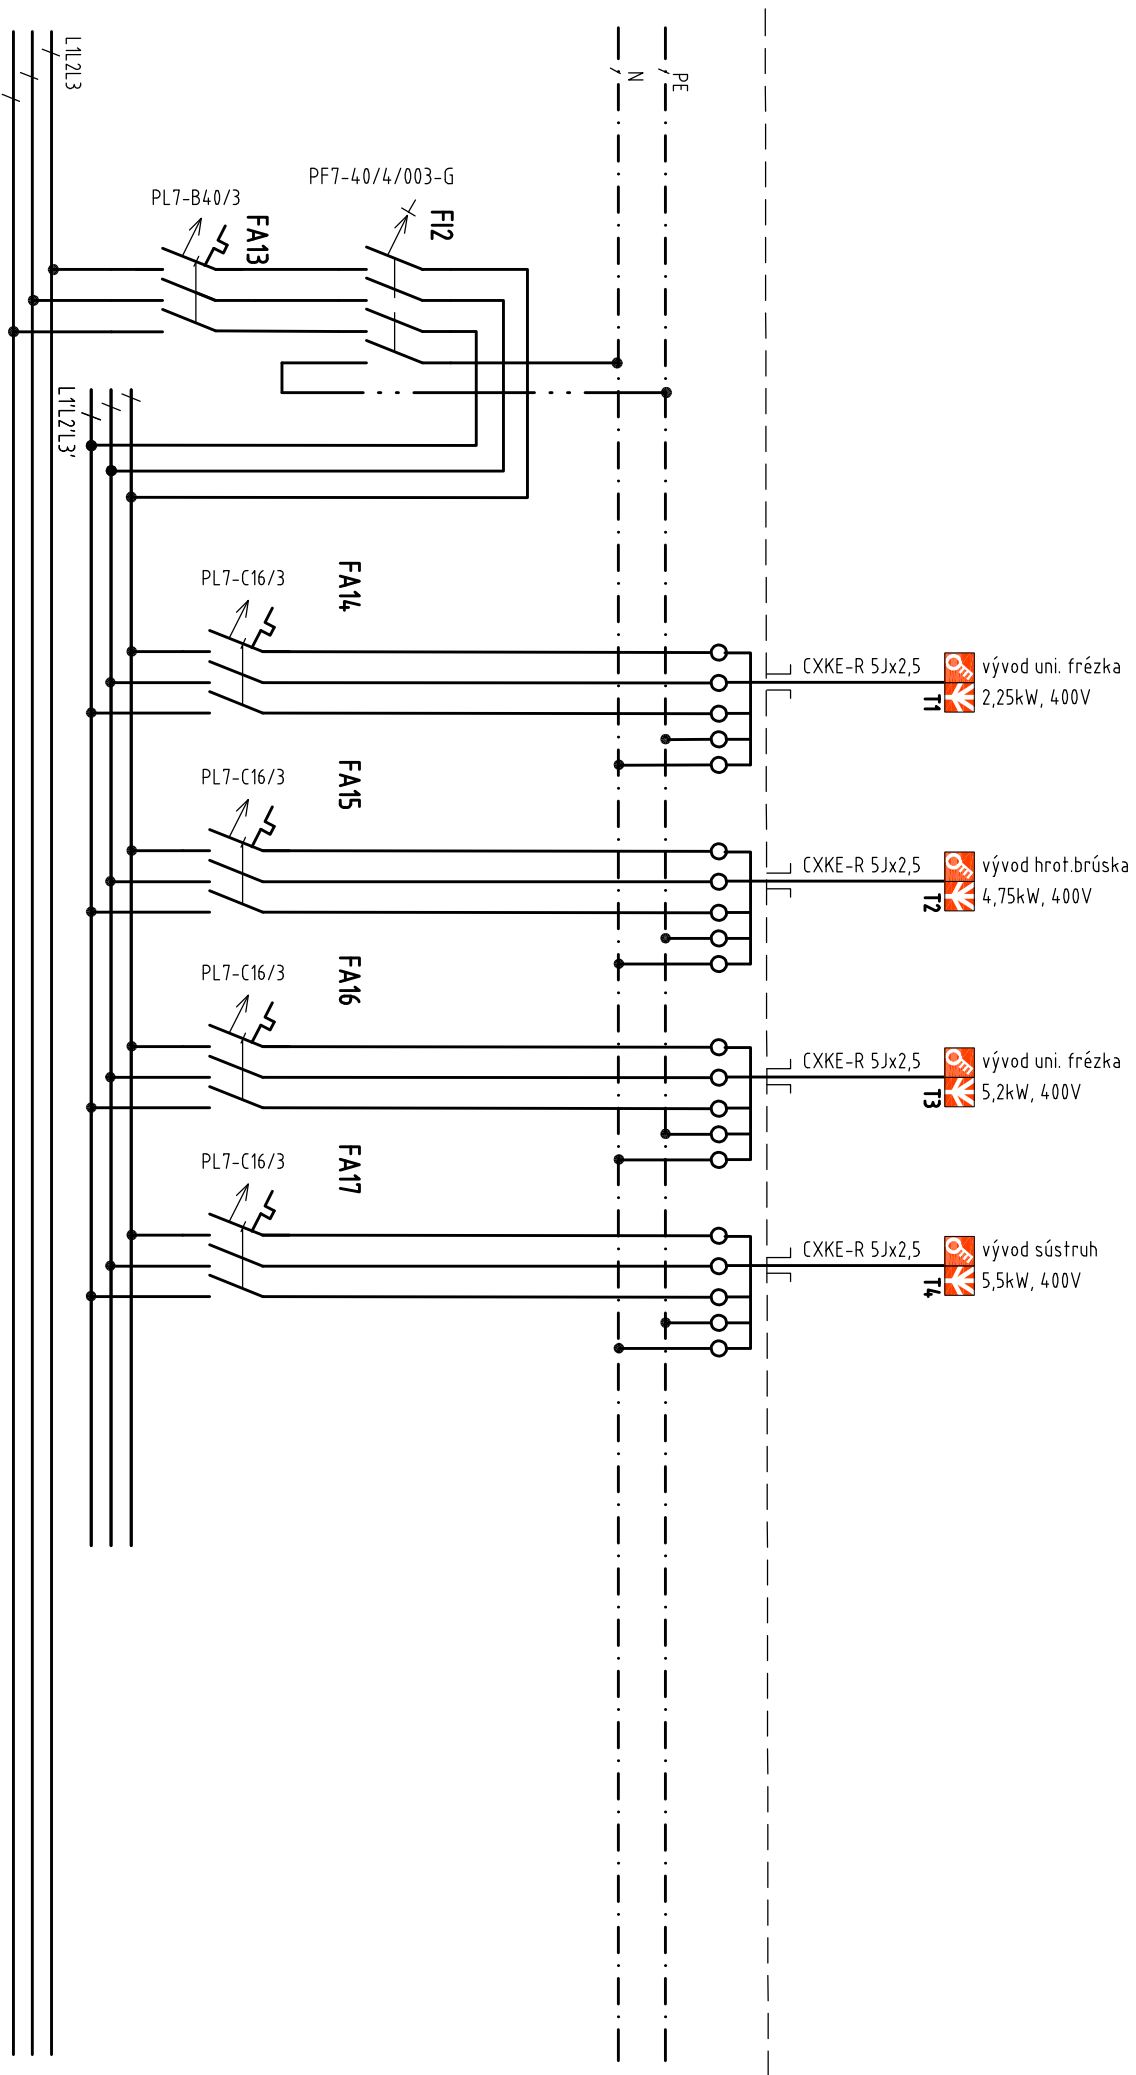 L1L2L3
N
PE
PF7-40/4/003-G
PL7-B40/3
FI2
FA13
L1'L2'L3'
FA14
PL7-C16/3
CXKE-R 5Jx2,5
T1
vývod uni. frézka
2,25kW, 400V
FA15
PL7-C16/3
CXKE-R 5Jx2,5
T2
vývod hrot.brúska
4,75kW, 400V
FA16
PL7-C16/3
CXKE-R 5Jx2,5
T3
vývod uni. frézka
5,2kW, 400V
FA17
PL7-C16/3
CXKE-R 5Jx2,5
T4
vývod sústruh
5,5kW, 400V